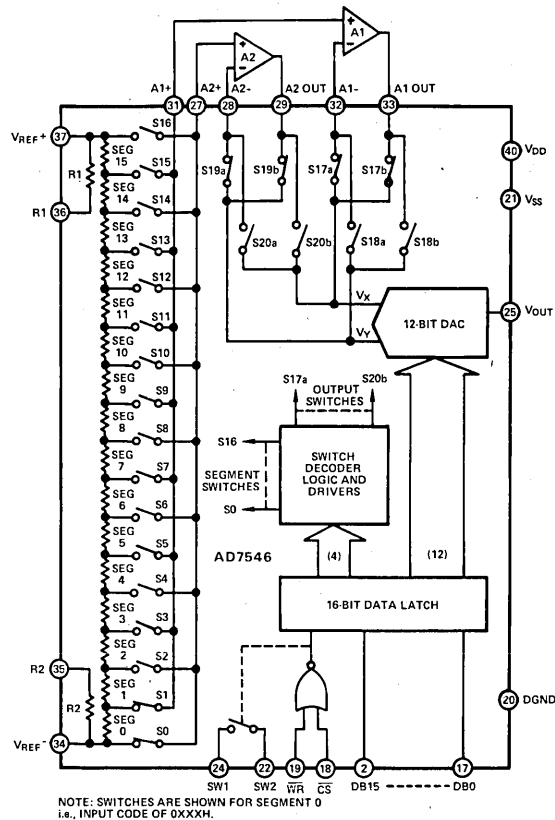 A1
A2
A1+ A2+ A2- A2 OUT A1- A1 OUT
31 27 28 29 32 33
S16
VREF+ 37
SEG 15
S15
S19a S19b S17a S17b
40 VDD
R1
SEG 14
S14
21 VSS
R1 36
SEG 13
S13
S20a S20b S18a S18b
SEG 12
S12
VX
SEG 11
S11
12-BIT DAC
25 VOUT
VY
SEG 10
S10
S17a OUTPUT SWITCHES S20b
SEG 9
S9
SEG 8
S8
S16
SEGMENT SWITCHES
S0
SWITCH DECODER LOGIC AND DRIVERS
SEG 7
S7
SEG 6
S6
SEG 5
S5
AD7546
(4) (12)
SEG 4
S4
16-BIT DATA LATCH
SEG 3
S3
SEG 2
S2
R2 35
SEG 1
S1
20 DGND
R2
SEG 0
S0
VREF- 34
24 22 19 18 2 17
SW1 SW2 WR CS DB15 DB0
NOTE: SWITCHES ARE SHOWN FOR SEGMENT 0
i.e., INPUT CODE OF 0XXXH.